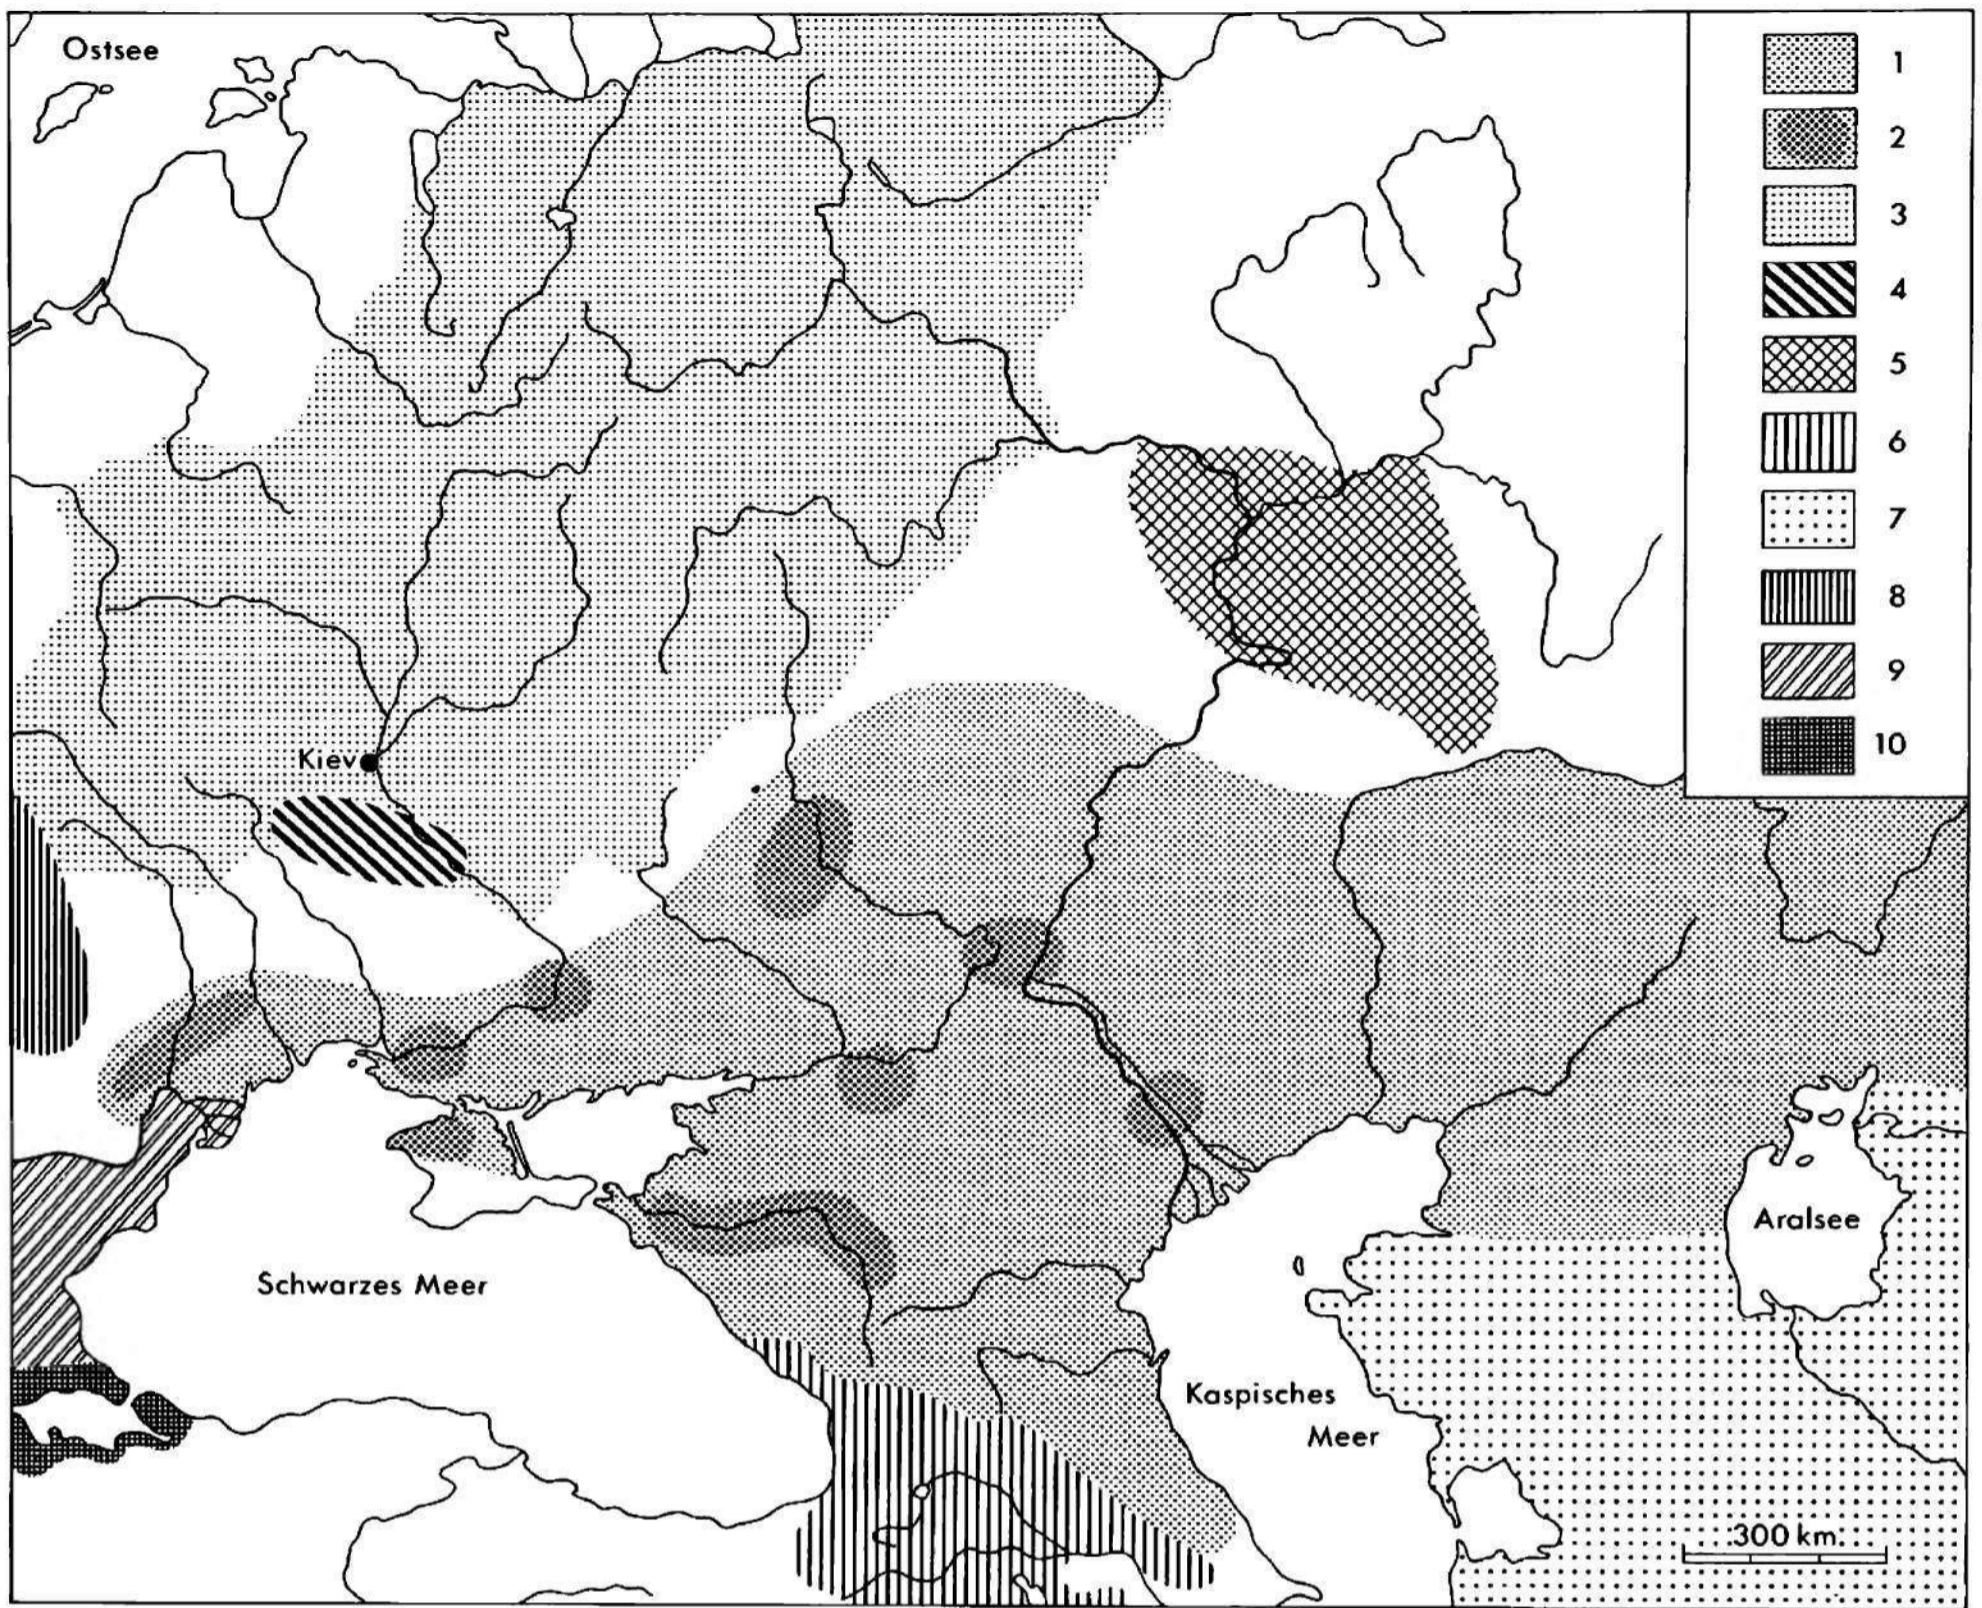 Ostsee
1
2
3
4
5
6
7
8
9
10
Kiev
Aralsee
Schwarzes Meer
Kaspisches
Meer
300 km.